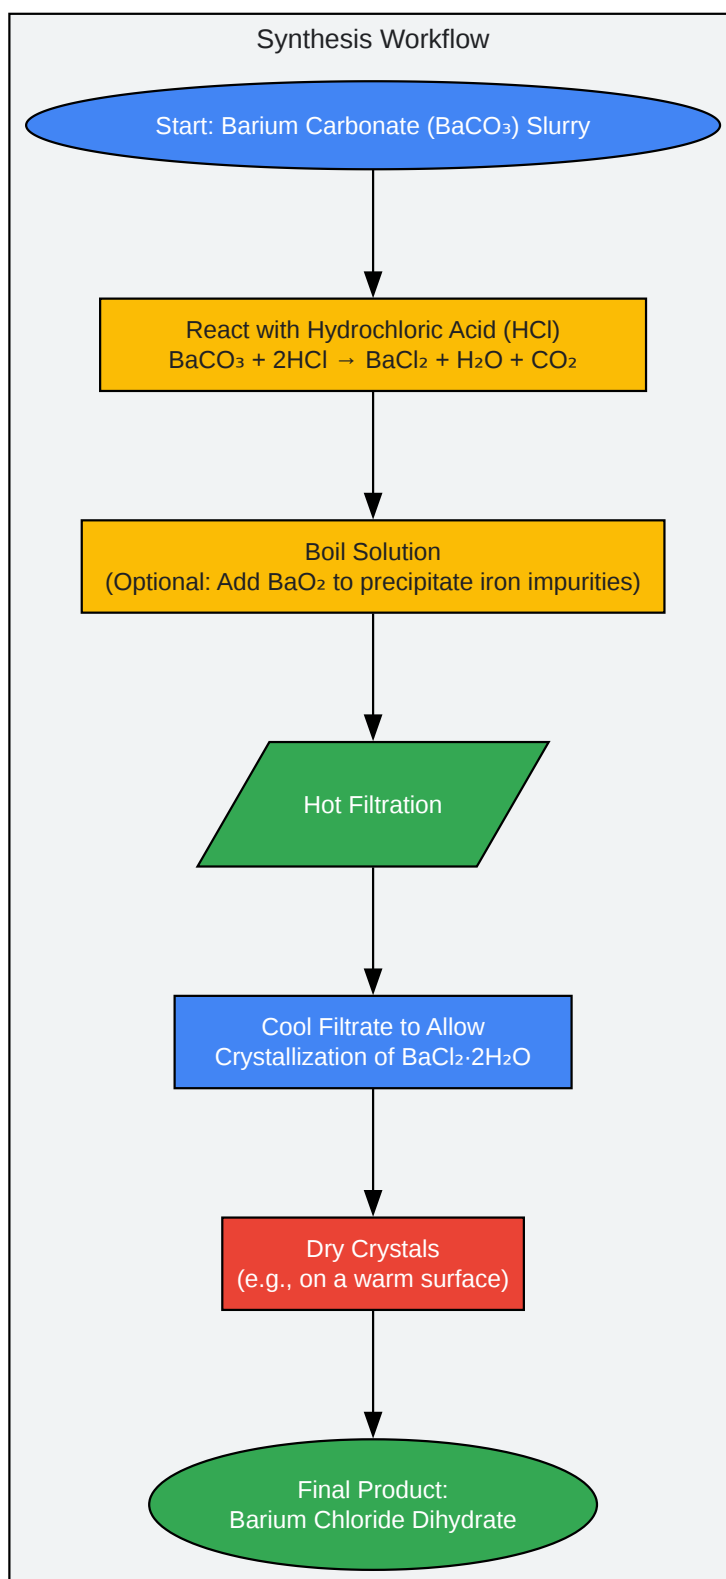 Synthesis Workflow
Start: Barium Carbonate (BaCO₃) Slurry
React with Hydrochloric Acid (HCl)
BaCO₃ + 2HCl → BaCl₂ + H₂O + CO₂
Boil Solution
(Optional: Add BaO₂ to precipitate iron impurities)
Hot Filtration
Cool Filtrate to Allow
Crystallization of BaCl₂·2H₂O
Dry Crystals
(e.g., on a warm surface)
Final Product:
Barium Chloride Dihydrate